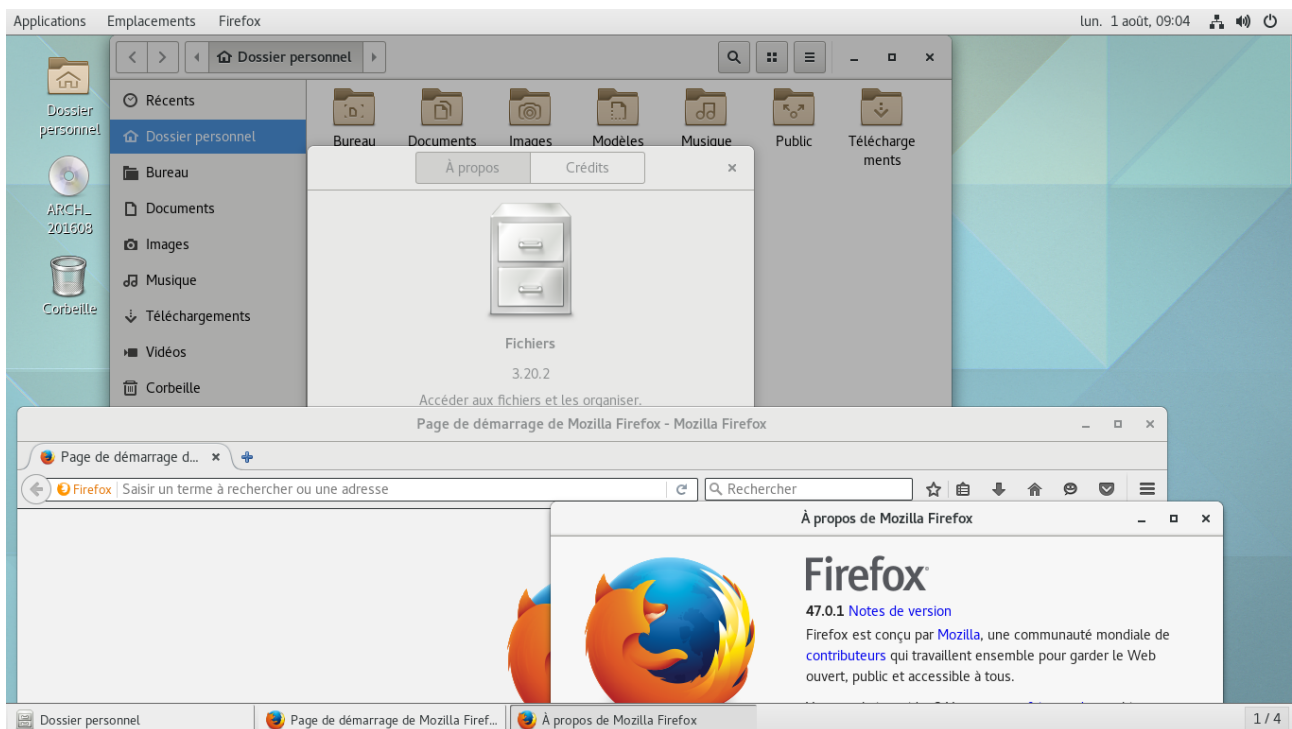 Applications Emplacements Firefox lun. 1 août, 09:04
Dossier personnel
Dossier
personnel
ARCH_
201608
Corbeille
Récents
Dossier personnel
Bureau
Documents
Images
Musique
Téléchargements
Vidéos
Corbeille
Bureau Documents Images Modèles Musique Public Télécharge
ments
À propos Crédits
Fichiers
3.20.2
Accéder aux fichiers et les organiser.
Page de démarrage de Mozilla Firefox - Mozilla Firefox
Page de démarrage d...
Firefox Saisir un terme à rechercher ou une adresse Rechercher
À propos de Mozilla Firefox
Firefox
47.0.1 Notes de version
Firefox est conçu par Mozilla, une communauté mondiale de
contributeurs qui travaillent ensemble pour garder le Web
ouvert, public et accessible à tous.
Dossier personnel Page de démarrage de Mozilla Firef... À propos de Mozilla Firefox 1 / 4